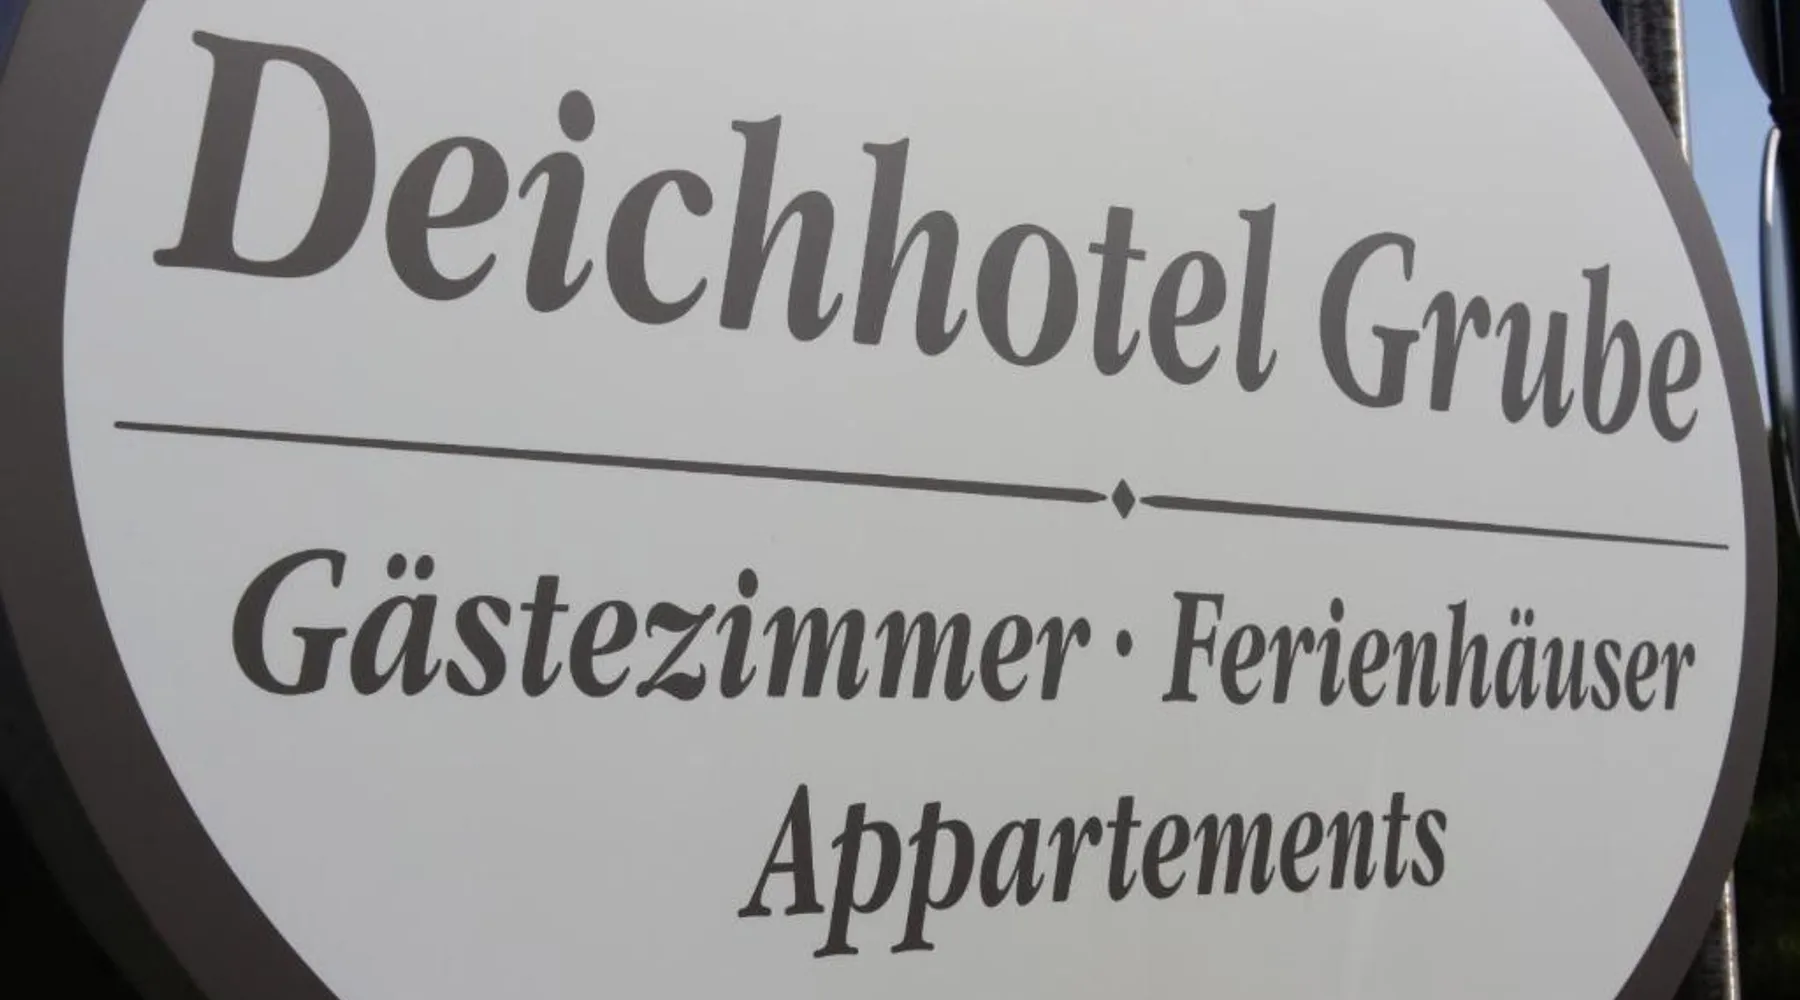 Deichhotel Grube
Gästezimmer · Ferienhäuser
Appartements